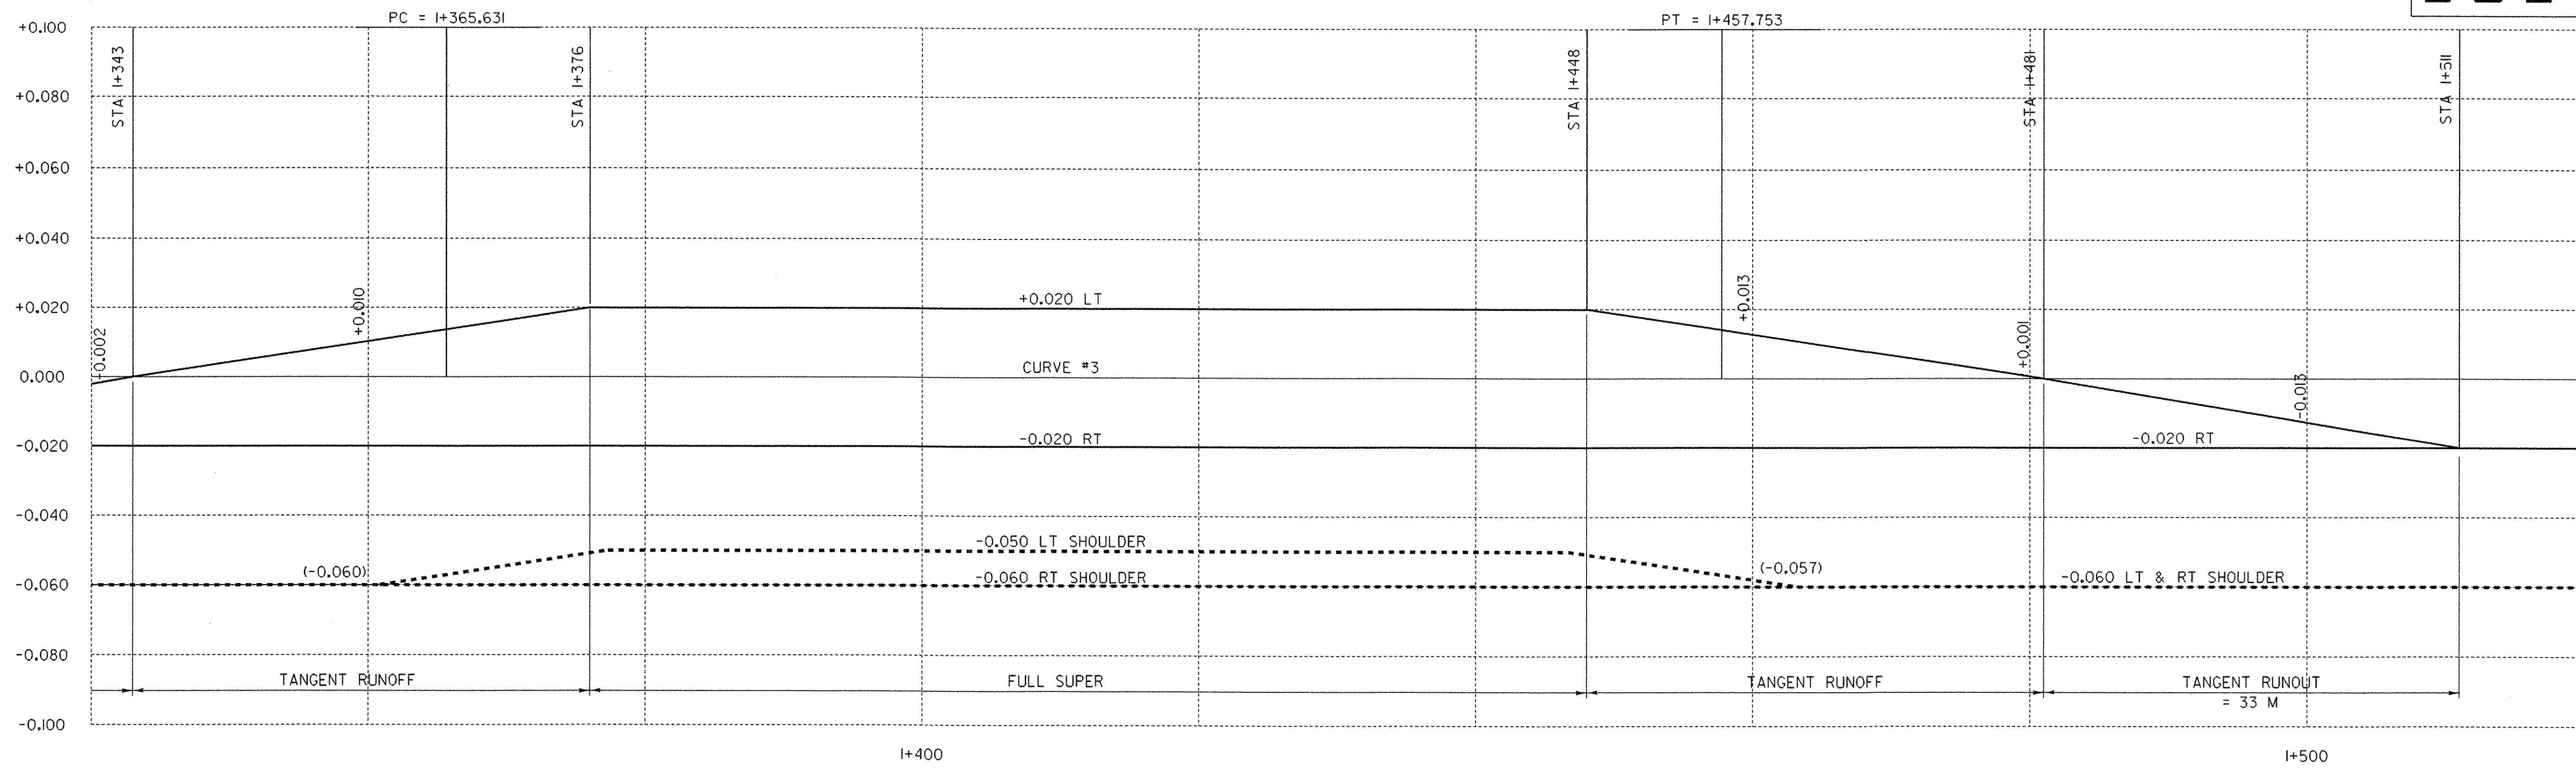 PC = 1+365.631
PT = 1+457.753
+0.100
STA 1+343
STA 1+376
STA 1+448
STA 1+481
STA 1+511
+0.080
+0.060
+0.040
+0.020
-0.002
+0.010
+0.020 LT
+0.013
+0.001
0.000
CURVE #3
-0.013
-0.020
-0.020 RT
-0.020 RT
-0.040
-0.050 LT SHOULDER
(-0.060)
(-0.057)
-0.060
-0.060 RT SHOULDER
-0.060 LT & RT SHOULDER
-0.080
TANGENT RUNOFF
FULL SUPER
TANGENT RUNOFF
TANGENT RUNOUT
= 33 M
-0.100
1+400
1+500